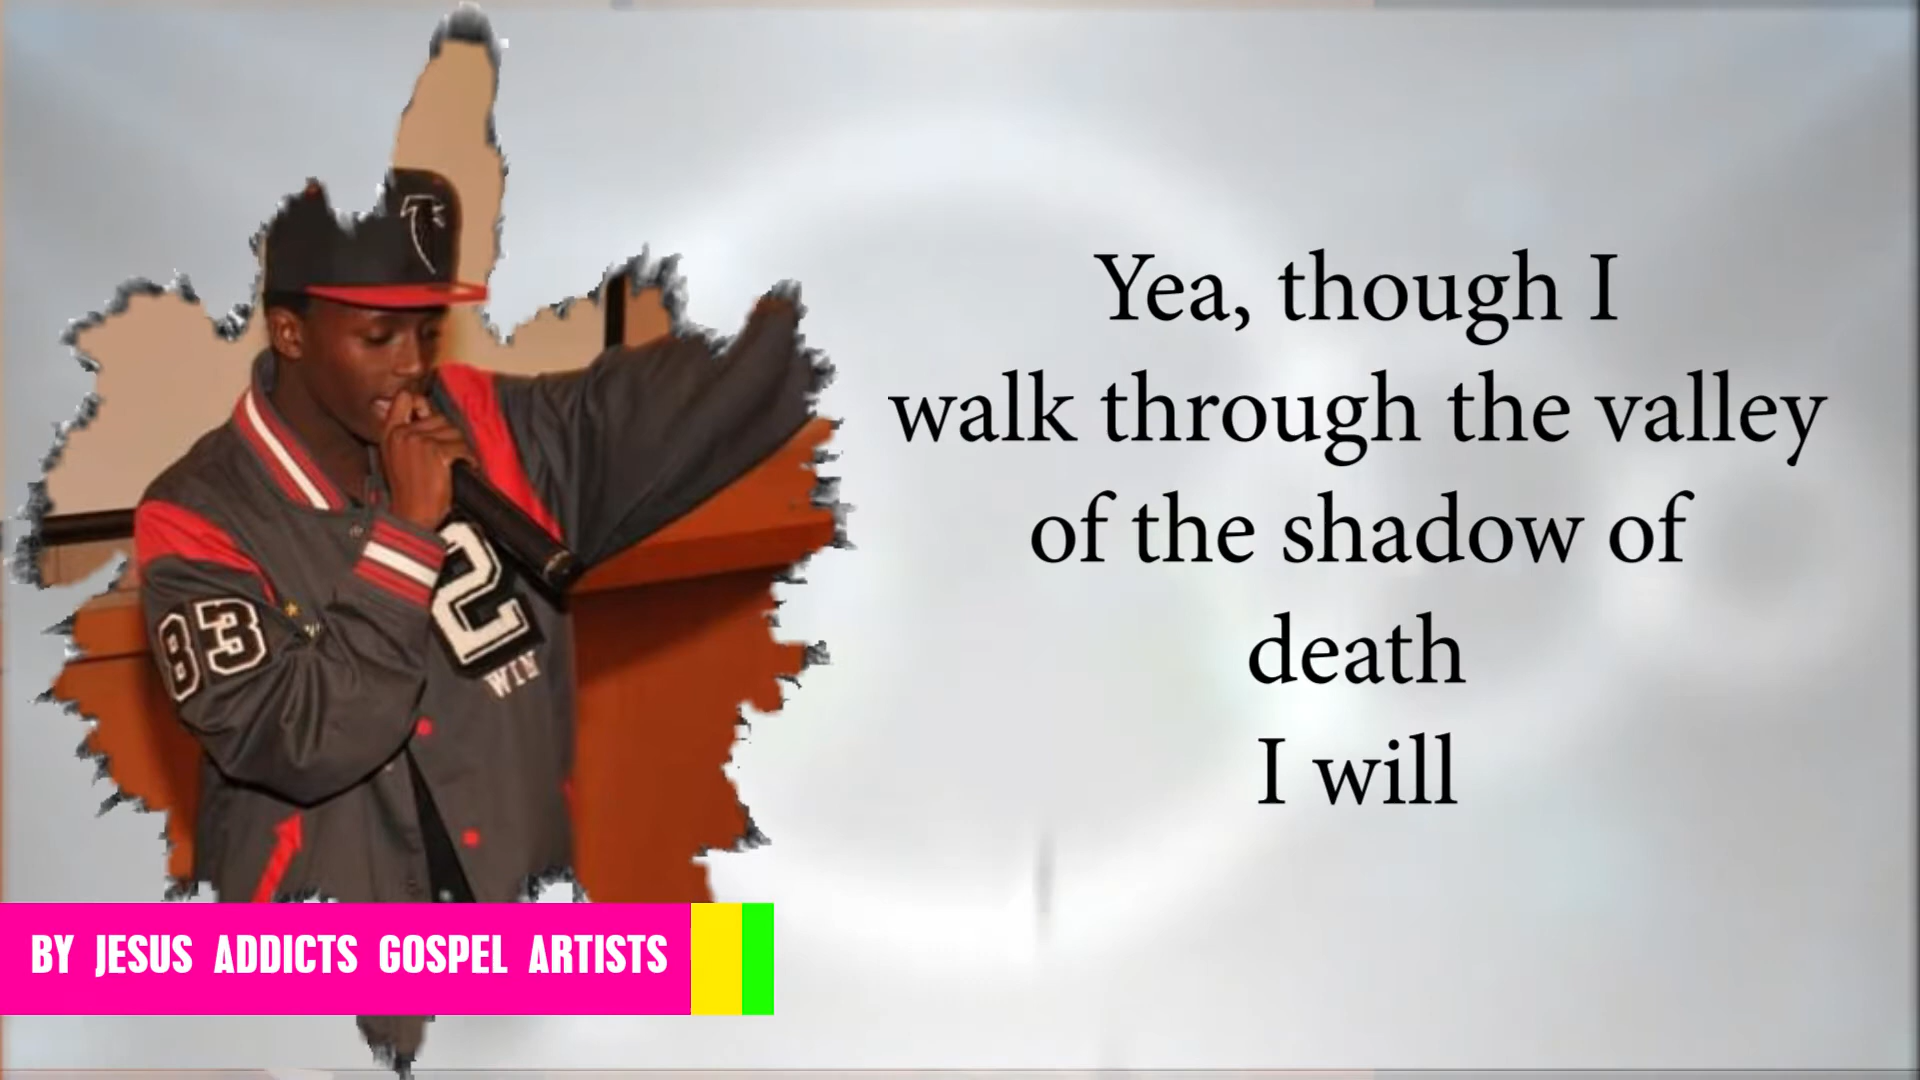 Yea, though I
walk through the valley
of the shadow of
death
I will
83
2
WIN
BY JESUS ADDICTS GOSPEL ARTISTS